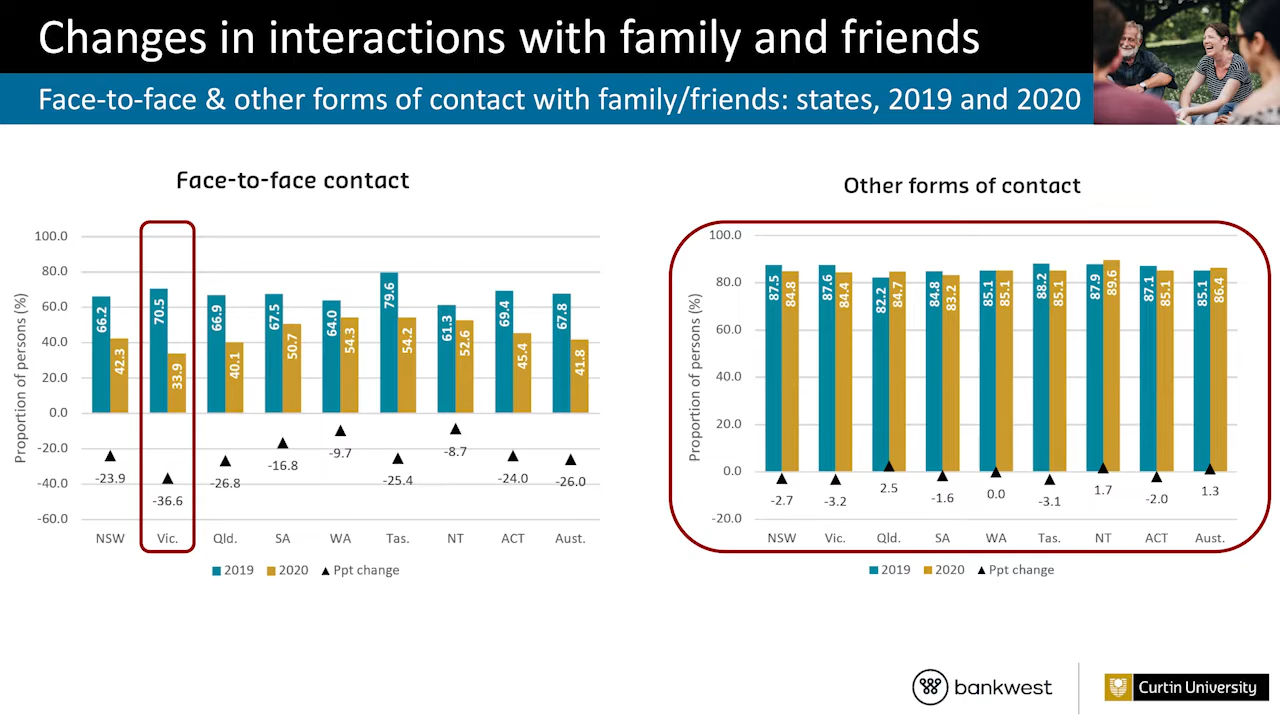 Changes in interactions with family and friends
Face-to-face & other forms of contact with family/friends: states, 2019 and 2020
Face-to-face contact
Proportion of persons (%)
100.0
80.0
60.0
40.0
20.0
0.0
-20.0
-40.0
-60.0
66.2 42.3 70.5 33.9 66.9 40.1 67.5 50.7 64.0 54.3 79.6 54.2 61.3 52.6 69.4 45.4 67.8 41.8
-23.9 -36.6 -26.8 -16.8 -9.7 -25.4 -8.7 -24.0 -26.0
NSW Vic. Qld. SA WA Tas. NT ACT Aust.
2019 2020 Ppt change
Other forms of contact
Proportion of persons (%)
100.0
80.0
60.0
40.0
20.0
0.0
-20.0
87.5 84.8 87.6 84.4 82.2 84.7 84.8 83.2 85.1 85.1 88.2 85.1 87.9 89.6 87.1 85.1 85.1 86.4
-2.7 -3.2 2.5 -1.6 0.0 -3.1 1.7 -2.0 1.3
NSW Vic. Qld. SA WA Tas. NT ACT Aust.
2019 2020 Ppt change
bankwest
Curtin University